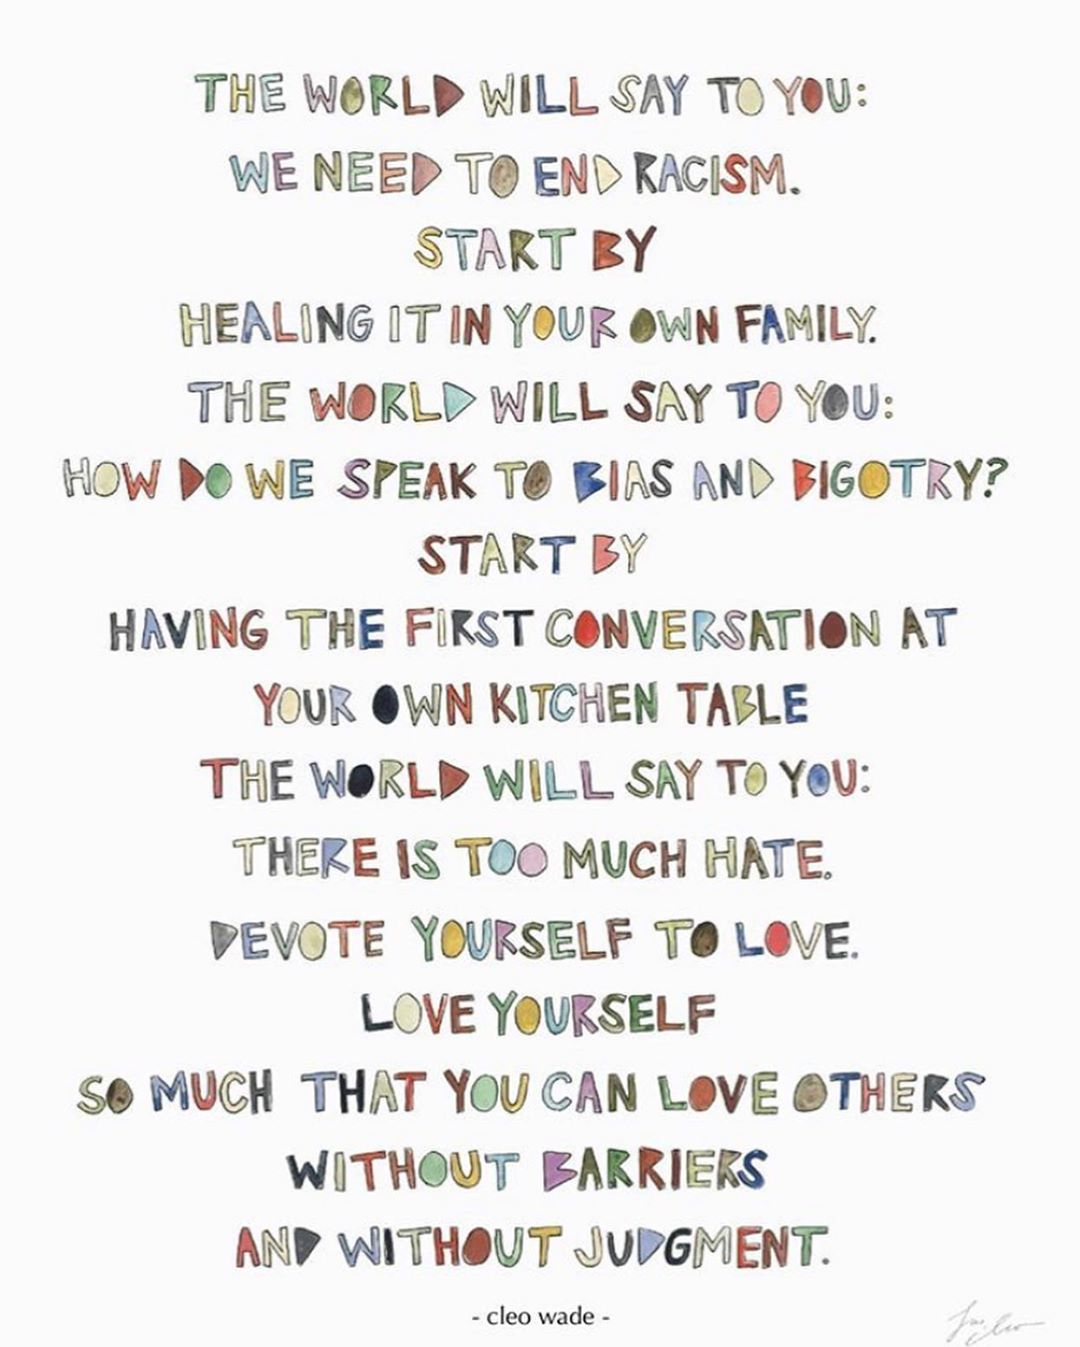 THE WORLD WILL SAY TO YOU:
WE NEED TO END RACISM.
START BY
HEALING IT IN YOUR OWN FAMILY.
THE WORLD WILL SAY TO YOU:
HOW DO WE SPEAK TO BIAS AND BIGOTRY?
START BY
HAVING THE FIRST CONVERSATION AT
YOUR OWN KITCHEN TABLE
THE WORLD WILL SAY TO YOU:
THERE IS TOO MUCH HATE.
DEVOTE YOURSELF TO LOVE.
LOVE YOURSELF
SO MUCH THAT YOU CAN LOVE OTHERS
WITHOUT BARRIERS
AND WITHOUT JUDGMENT.
- cleo wade -